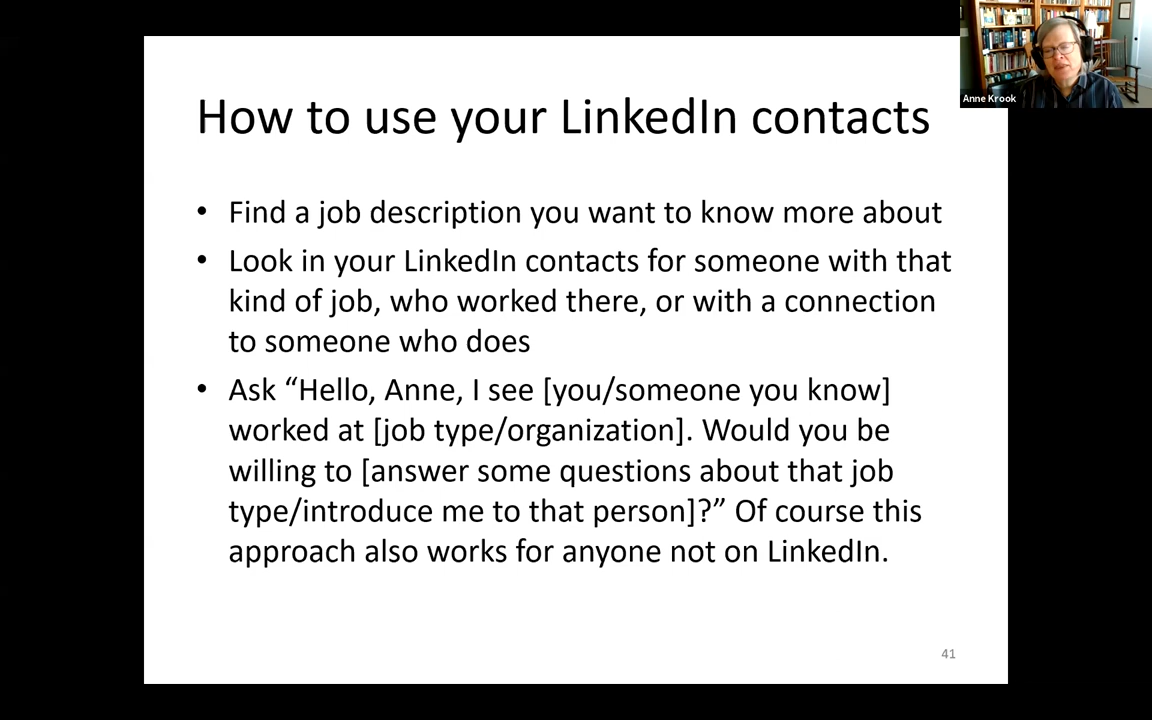 How to use your LinkedIn contacts
• Find a job description you want to know more about
• Look in your LinkedIn contacts for someone with that
kind of job, who worked there, or with a connection
to someone who does
• Ask “Hello, Anne, I see [you/someone you know]
worked at [job type/organization]. Would you be
willing to [answer some questions about that job
type/introduce me to that person]?” Of course this
approach also works for anyone not on LinkedIn.
41
Anne Krook